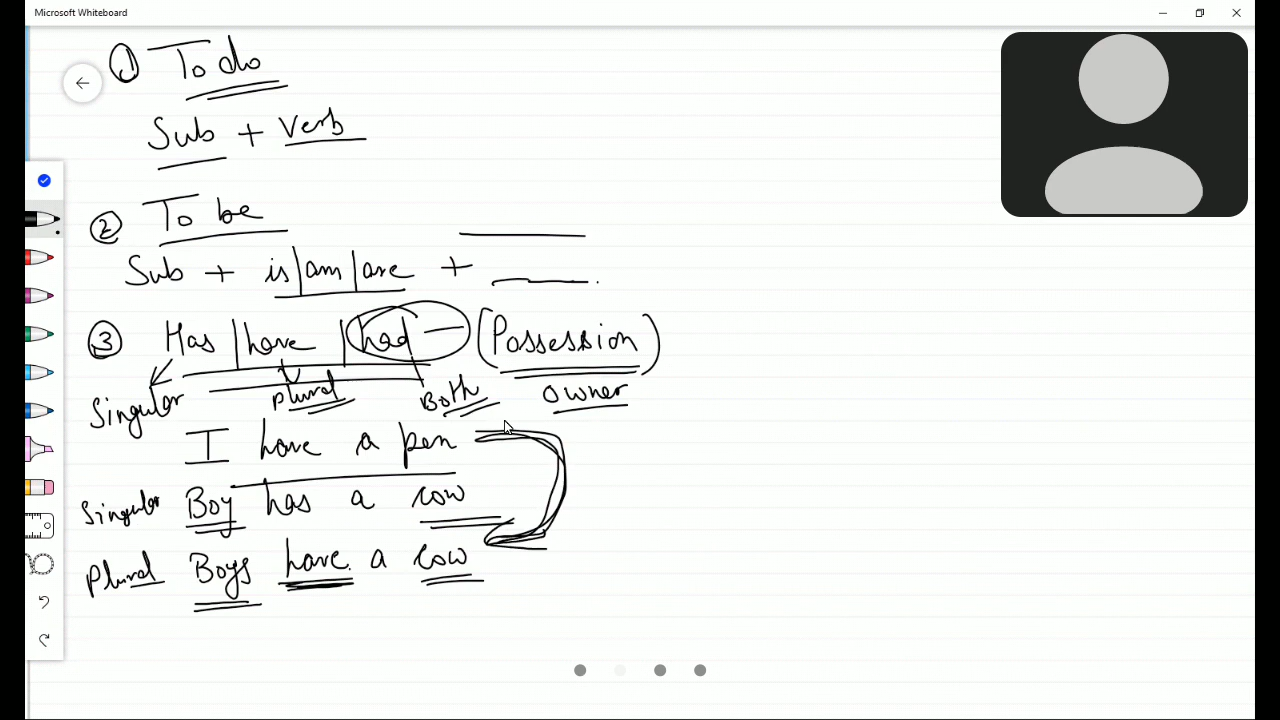 Microsoft Whiteboard
① To do
Sub + Verb
② To be
Sub + is|am|are +
③ Has|have|had — (Possession)
Singular Plural Both owner
I have a pen
Singular Boy has a cow
Plural Boys have a cow